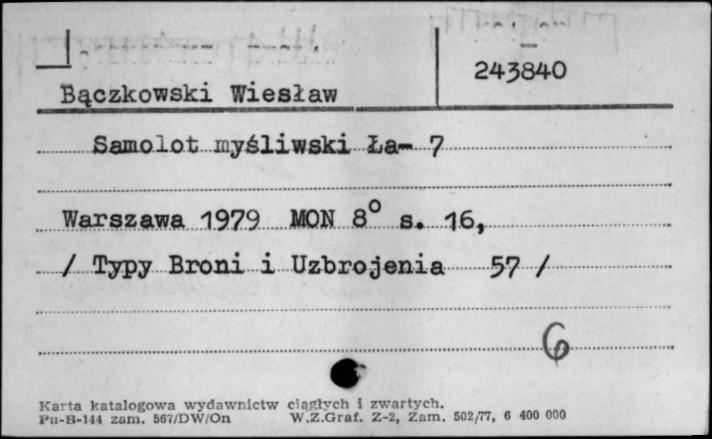 243840
Bączkowski Wiesław
Samolot myśliwski Ła- 7
Warszawa 1979 MON 8° s. 16,
/ Typy Broni i Uzbrojenia 57 /
6
Karta katalogowa wydawnictw ciągłych i zwartych.
Pu-B-144 zam. 567/DW/On W.Z.Graf. Z-2, Zam. 502/77, 6 400 000